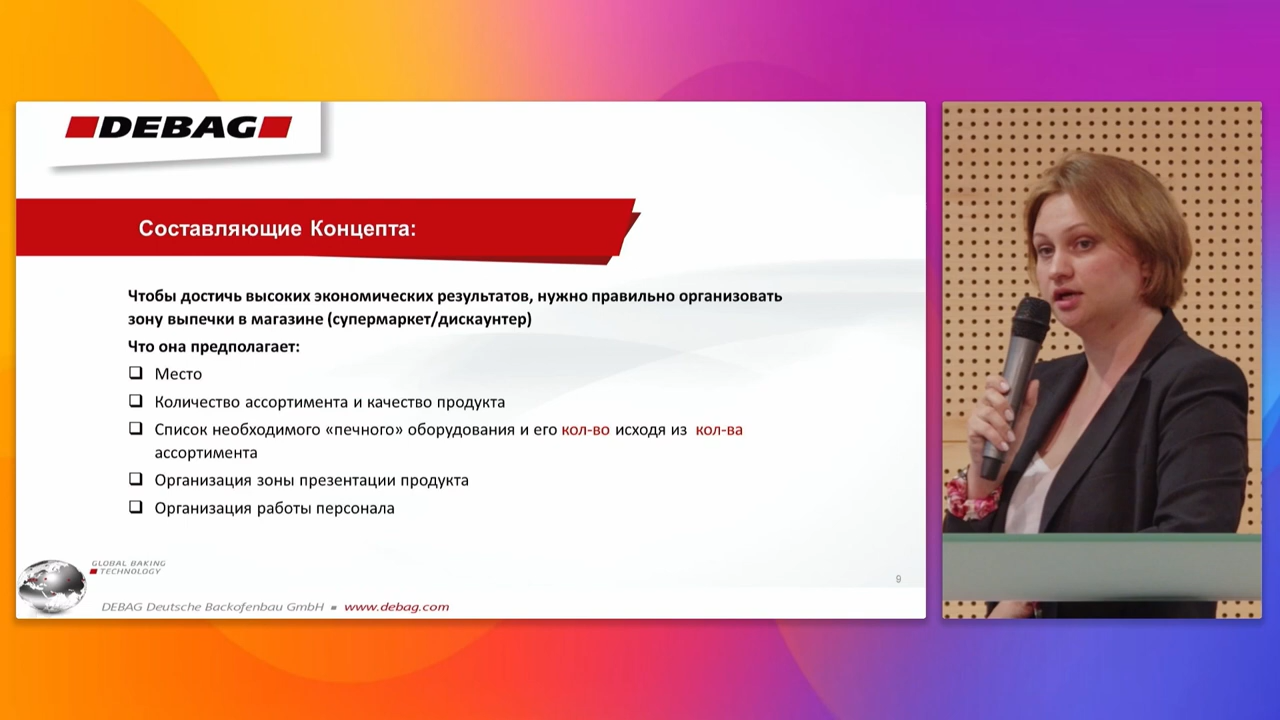 DEBAG
Составляющие Концепта:
Чтобы достичь высоких экономических результатов, нужно правильно организовать
зону выпечки в магазине (супермаркет/дискаунтер)
Что она предполагает:
Место
Количество ассортимента и качество продукта
Список необходимого «печного» оборудования и его кол-во исходя из кол-ва
ассортимента
Организация зоны презентации продукта
Организация работы персонала
GLOBAL BAKING
TECHNOLOGY
9
DEBAG Deutsche Backofenbau GmbH ■ www.debag.com